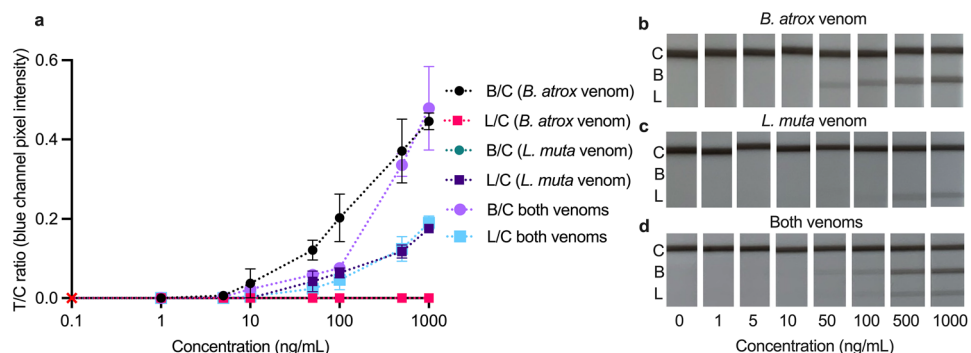 a
T/C ratio (blue channel pixel intensity)
0.6
0.4
0.2
0.0
0.1
1
10
100
1000
Concentration (ng/mL)
B/C (B. atrox venom)
L/C (B. atrox venom)
B/C (L. muta venom)
L/C (L. muta venom)
B/C both venoms
L/C both venoms
b
B. atrox venom
C
B
L
c
L. muta venom
C
B
L
d
Both venoms
C
B
L
0 1 5 10 50 100 500 1000
Concentration (ng/mL)